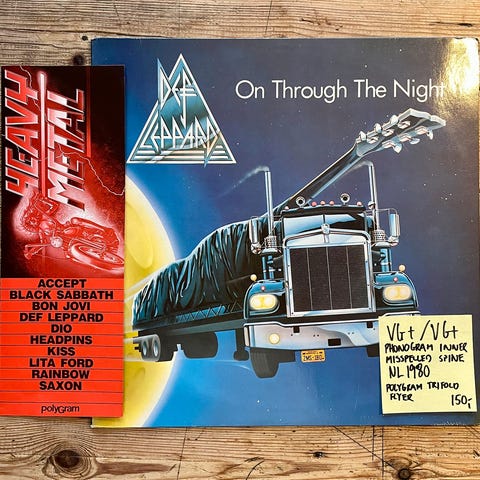 HEAVY
METAL
ACCEPT
BLACK SABBATH
BON JOVI
DEF LEPPARD
DIO
HEADPINS
KISS
LITA FORD
RAINBOW
SAXON
polyGram
DEF
LEPPARD
On Through The Night
VG+/VG+
PHONOGRAM INNER
MISSPELLED SPINE
NL 1980
POLYGRAM TRIFOLD
FLYER 150,-